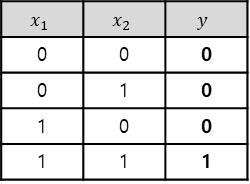 x₁ x₂ y
0 0 0
0 1 0
1 0 0
1 1 1